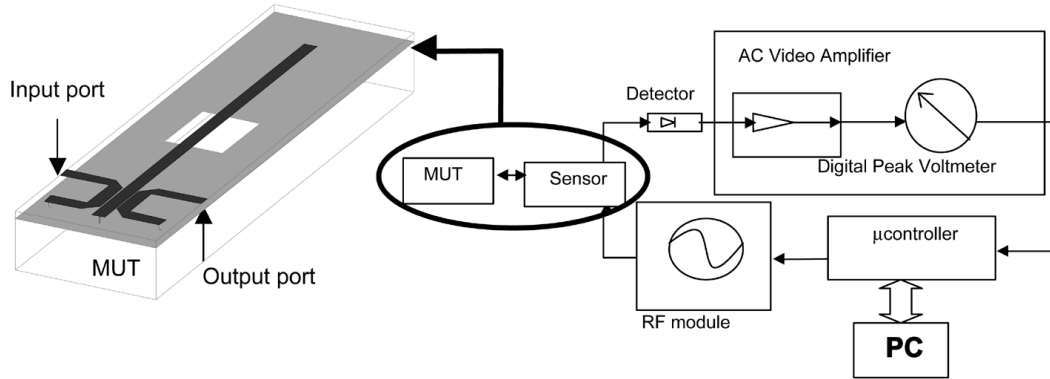 Input port
MUT
Output port
MUT
Sensor
Detector
AC Video Amplifier
Digital Peak Voltmeter
RF module
μcontroller
PC